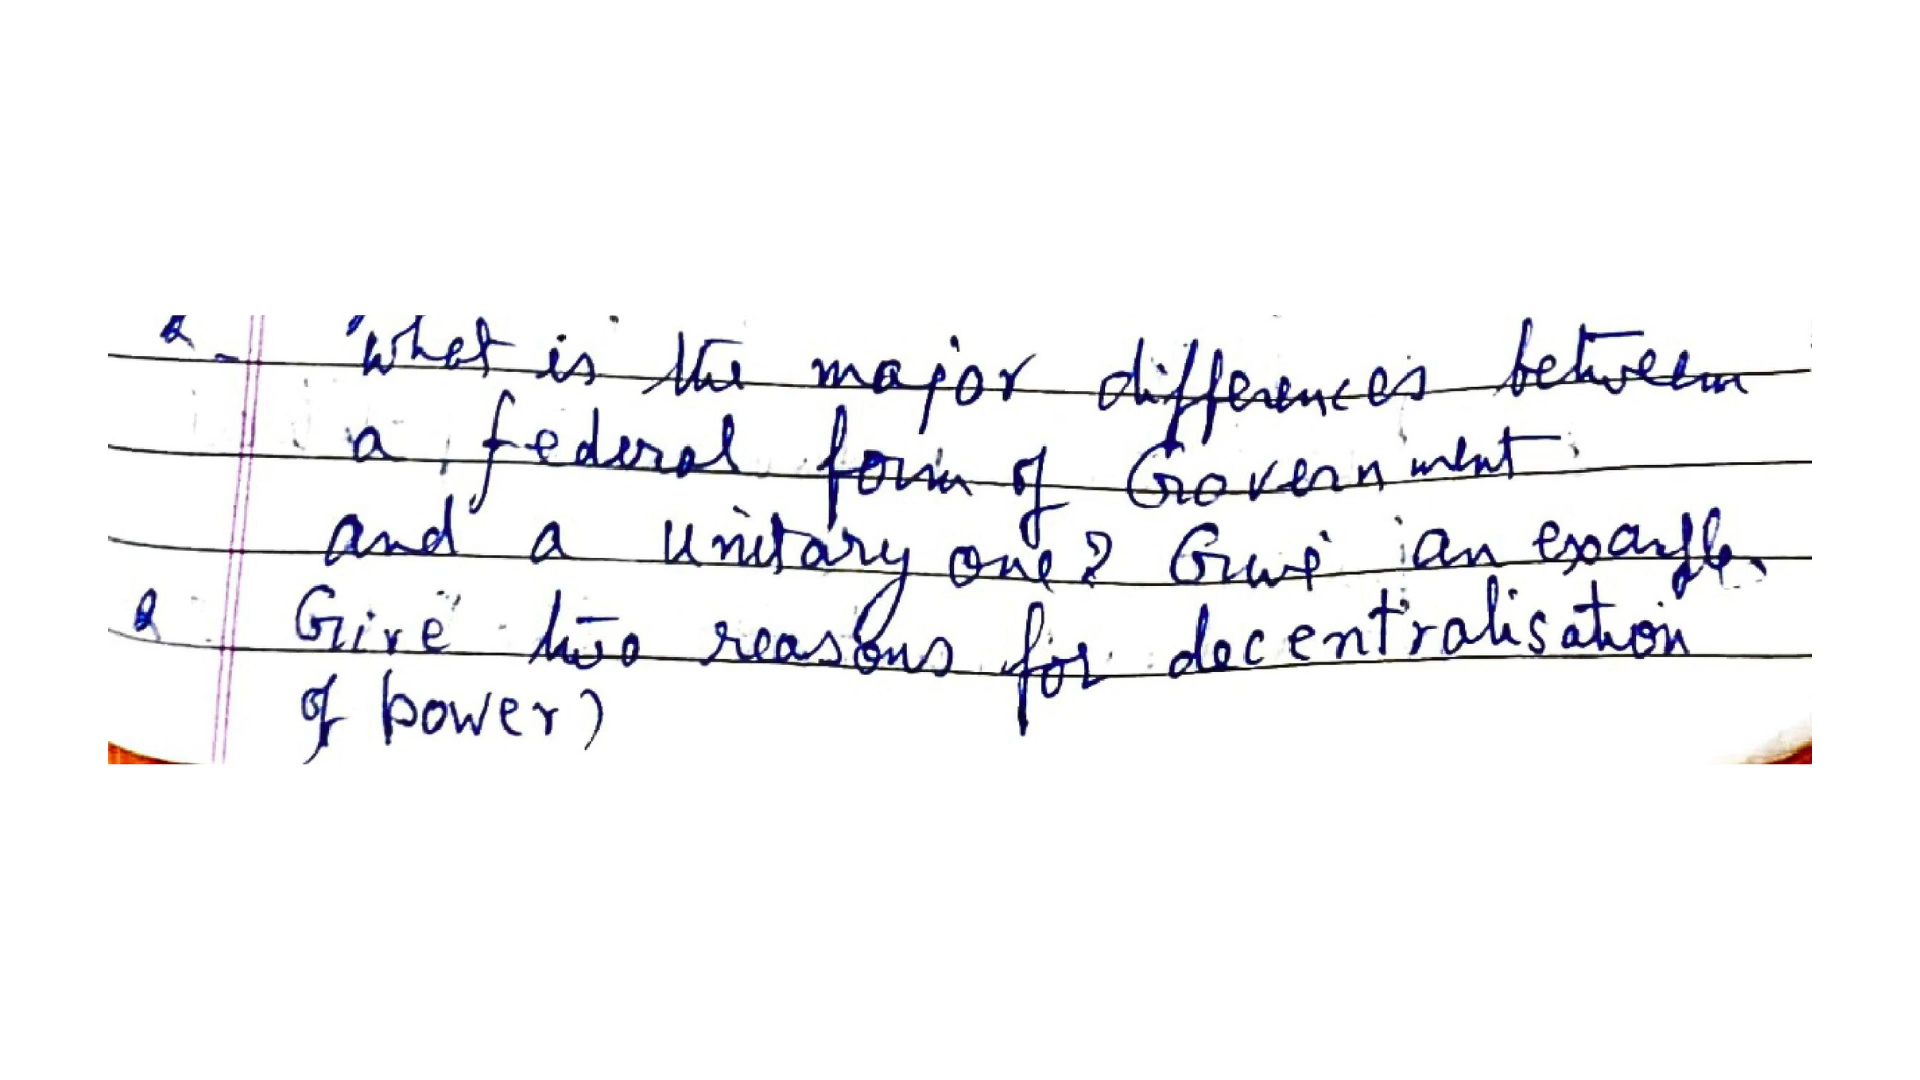 Q. What is the major differences between
a federal form of Government
and a unitary one? Give an example.
Q Give two reasons for decentralisation
of power)